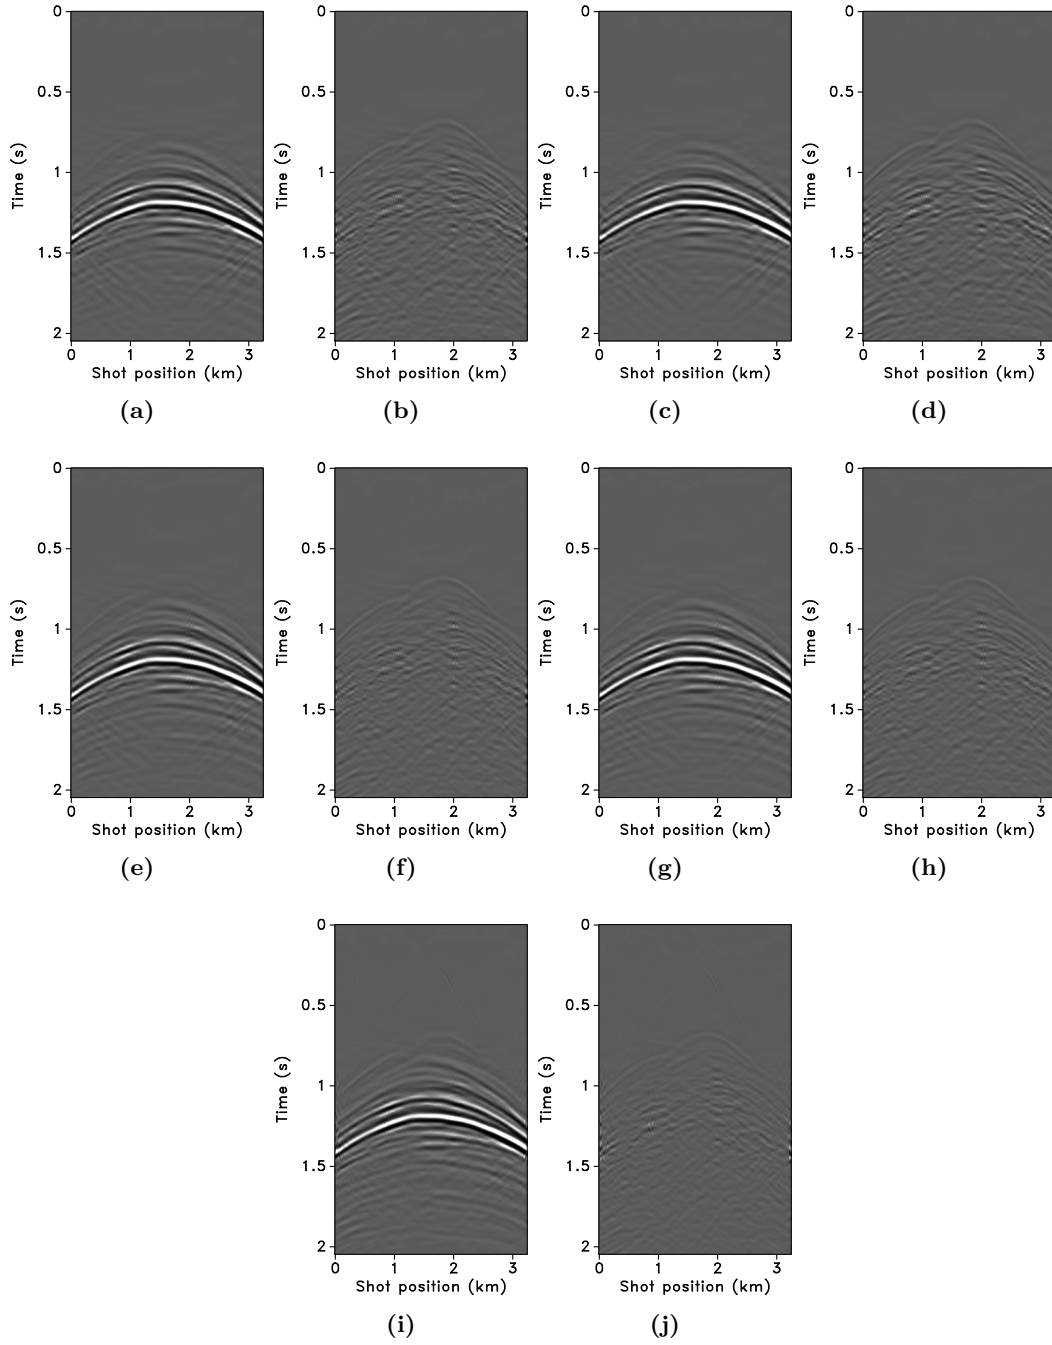 0 0 0 0
0.5 0.5 0.5 0.5
Time (s) Time (s) Time (s) Time (s)
1 1 1 1
1.5 1.5 1.5 1.5
2 2 2 2
0 1 2 3 0 1 2 3 0 1 2 3 0 1 2 3
Shot position (km) Shot position (km) Shot position (km) Shot position (km)
(a) (b) (c) (d)
0 0 0 0
0.5 0.5 0.5 0.5
Time (s) Time (s) Time (s) Time (s)
1 1 1 1
1.5 1.5 1.5 1.5
2 2 2 2
0 1 2 3 0 1 2 3 0 1 2 3 0 1 2 3
Shot position (km) Shot position (km) Shot position (km) Shot position (km)
(e) (f) (g) (h)
0 0
0.5 0.5
Time (s) Time (s)
1 1
1.5 1.5
2 2
0 1 2 3 0 1 2 3
Shot position (km) Shot position (km)
(i) (j)